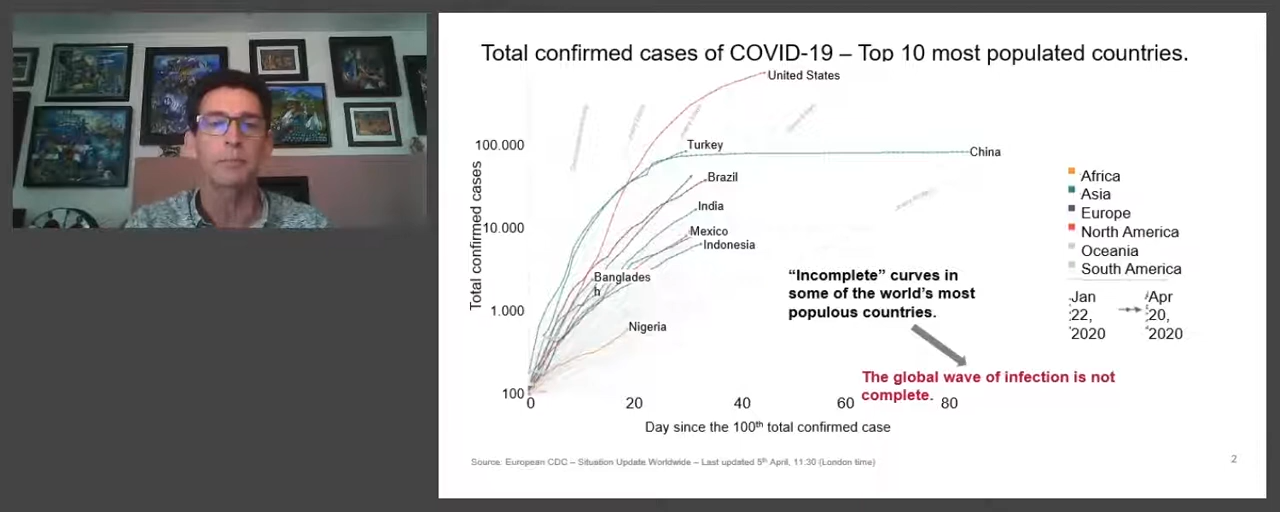 Total confirmed cases of COVID-19 – Top 10 most populated countries.
United States
100.000
Turkey
China
Brazil
India
10.000
Mexico
Indonesia
Total confirmed cases
Banglades
h
1.000
Nigeria
100
0
20
40
60
80
Day since the 100th total confirmed case
Africa
Asia
Europe
North America
Oceania
South America
Jan
22,
2020
Apr
20,
2020
“Incomplete” curves in
some of the world’s most
populous countries.
The global wave of infection is not
complete.
Source: European CDC – Situation Update Worldwide – Last updated 5th April, 11:30 (London time)
2